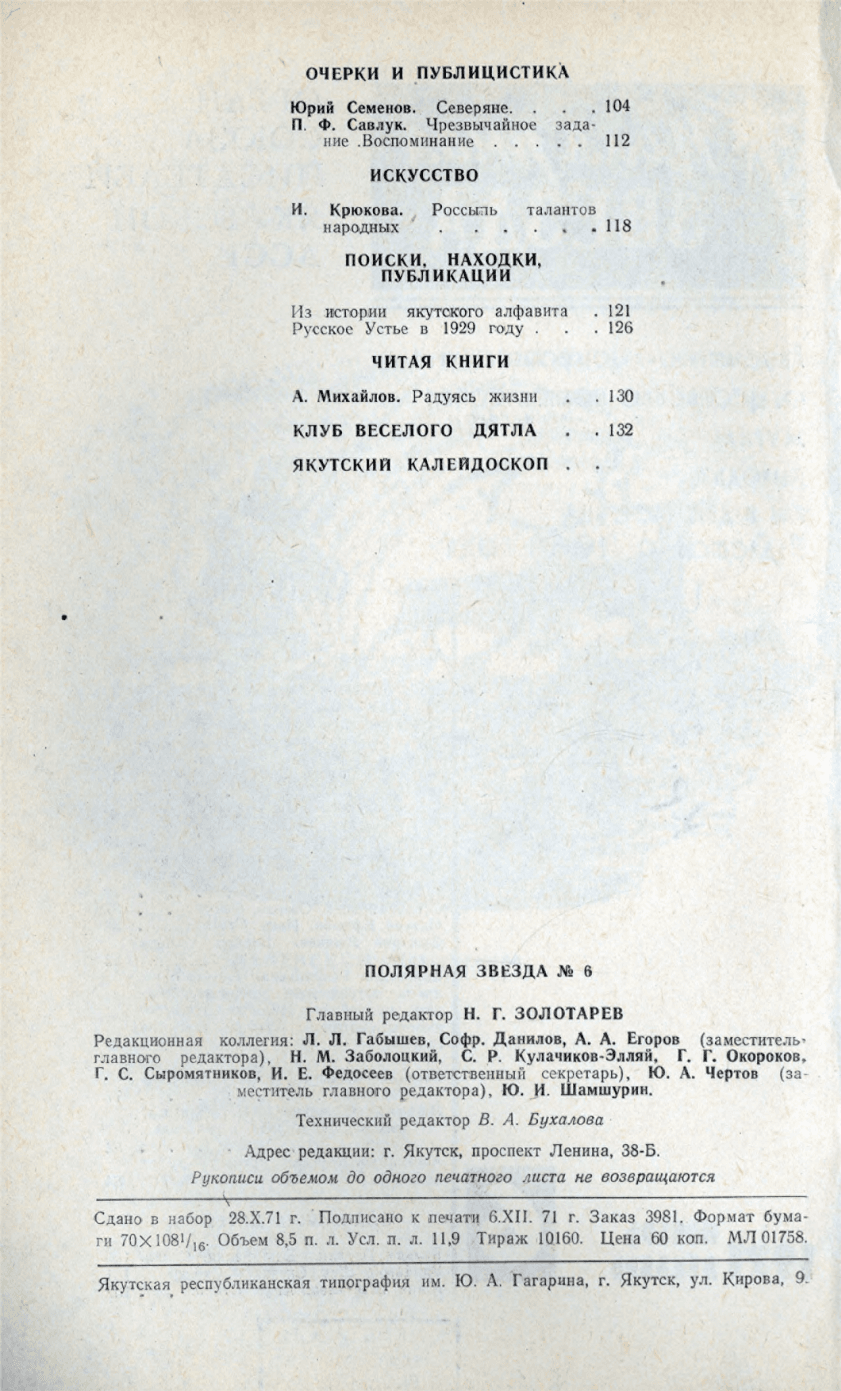 ОЧЕРКИ И ПУБЛИЦИСТИКА
Юрий Семенов. Северяне. . . . 104
П. Ф. Савлук. Чрезвычайное зада-
ние .Воспоминание . . . . . 112
ИСКУССТВО
И. Крюкова. Россыпь талантов
народных . . . . . . 118
ПОИСКИ, НАХОДКИ,
ПУБЛИКАЦИИ
Из истории якутского алфавита . 121
Русское Устье в 1929 году . . . 126
ЧИТАЯ КНИГИ
А. Михайлов. Радуясь жизни . . 130
КЛУБ ВЕСЕЛОГО ДЯТЛА . . 132
ЯКУТСКИЙ КАЛЕЙДОСКОП . .
ПОЛЯРНАЯ ЗВЕЗДА № 6
Главный редактор Н. Г. ЗОЛОТАРЕВ
Редакционная коллегия: Л. Л. Габышев, Софр. Данилов, А. А. Егоров (заместитель
главного редактора), Н. М. Заболоцкий, С. Р. Кулачиков-Элляй, Г. Г. Окороков,
Г. С. Сыромятников, И. Е. Федосеев (ответственный секретарь), Ю. А. Чертов (за-
меститель главного редактора), Ю. И. Шамшурин.
Технический редактор В. А. Бухалова
Адрес редакции: г. Якутск, проспект Ленина, 38-Б.
Рукописи объемом до одного печатного листа не возвращаются
Сдано в набор 28.X.71 г. Подписано к печати 6.XII. 71 г. Заказ 3981. Формат бума-
ги 70×108¹/₁₆. Объем 8,5 п. л. Усл. п. л. 11,9 Тираж 10160. Цена 60 коп. МЛ 01758.
Якутская республиканская типография им. Ю. А. Гагарина, г. Якутск, ул. Кирова, 9.